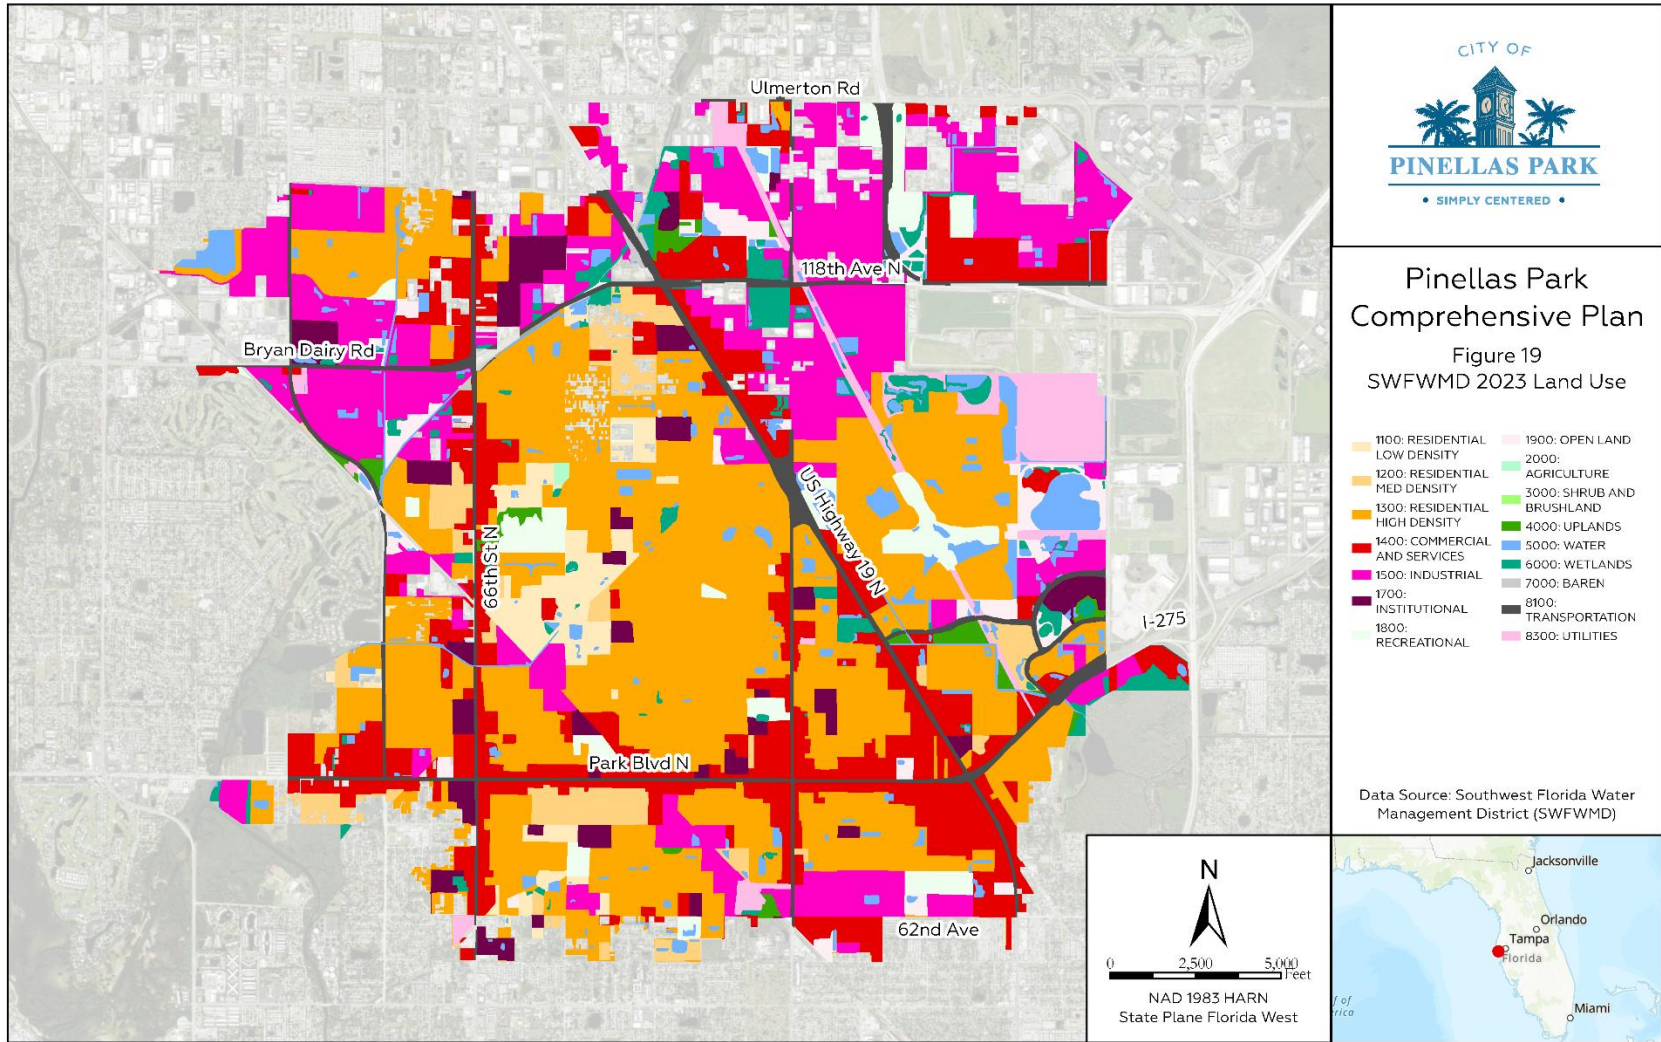 Ulmerton Rd
118th Ave N
Bryan Dairy Rd
66th St N
US Highway 19 N
I-275
Park Blvd N
62nd Ave
CITY OF
PINELLAS PARK
• SIMPLY CENTERED •
Pinellas Park
Comprehensive Plan
Figure 19
SWFWMD 2023 Land Use
1100: RESIDENTIAL
LOW DENSITY
1200: RESIDENTIAL
MED DENSITY
1300: RESIDENTIAL
HIGH DENSITY
1400: COMMERCIAL
AND SERVICES
1500: INDUSTRIAL
1700:
INSTITUTIONAL
1800:
RECREATIONAL
1900: OPEN LAND
2000:
AGRICULTURE
3000: SHRUB AND
BRUSHLAND
4000: UPLANDS
5000: WATER
6000: WETLANDS
7000: BAREN
8100:
TRANSPORTATION
8300: UTILITIES
Data Source: Southwest Florida Water
Management District (SWFWMD)
N
0 2,500 5,000
Feet
NAD 1983 HARN
State Plane Florida West
Jacksonville
Orlando
Tampa
Florida
Miami
f of
erica